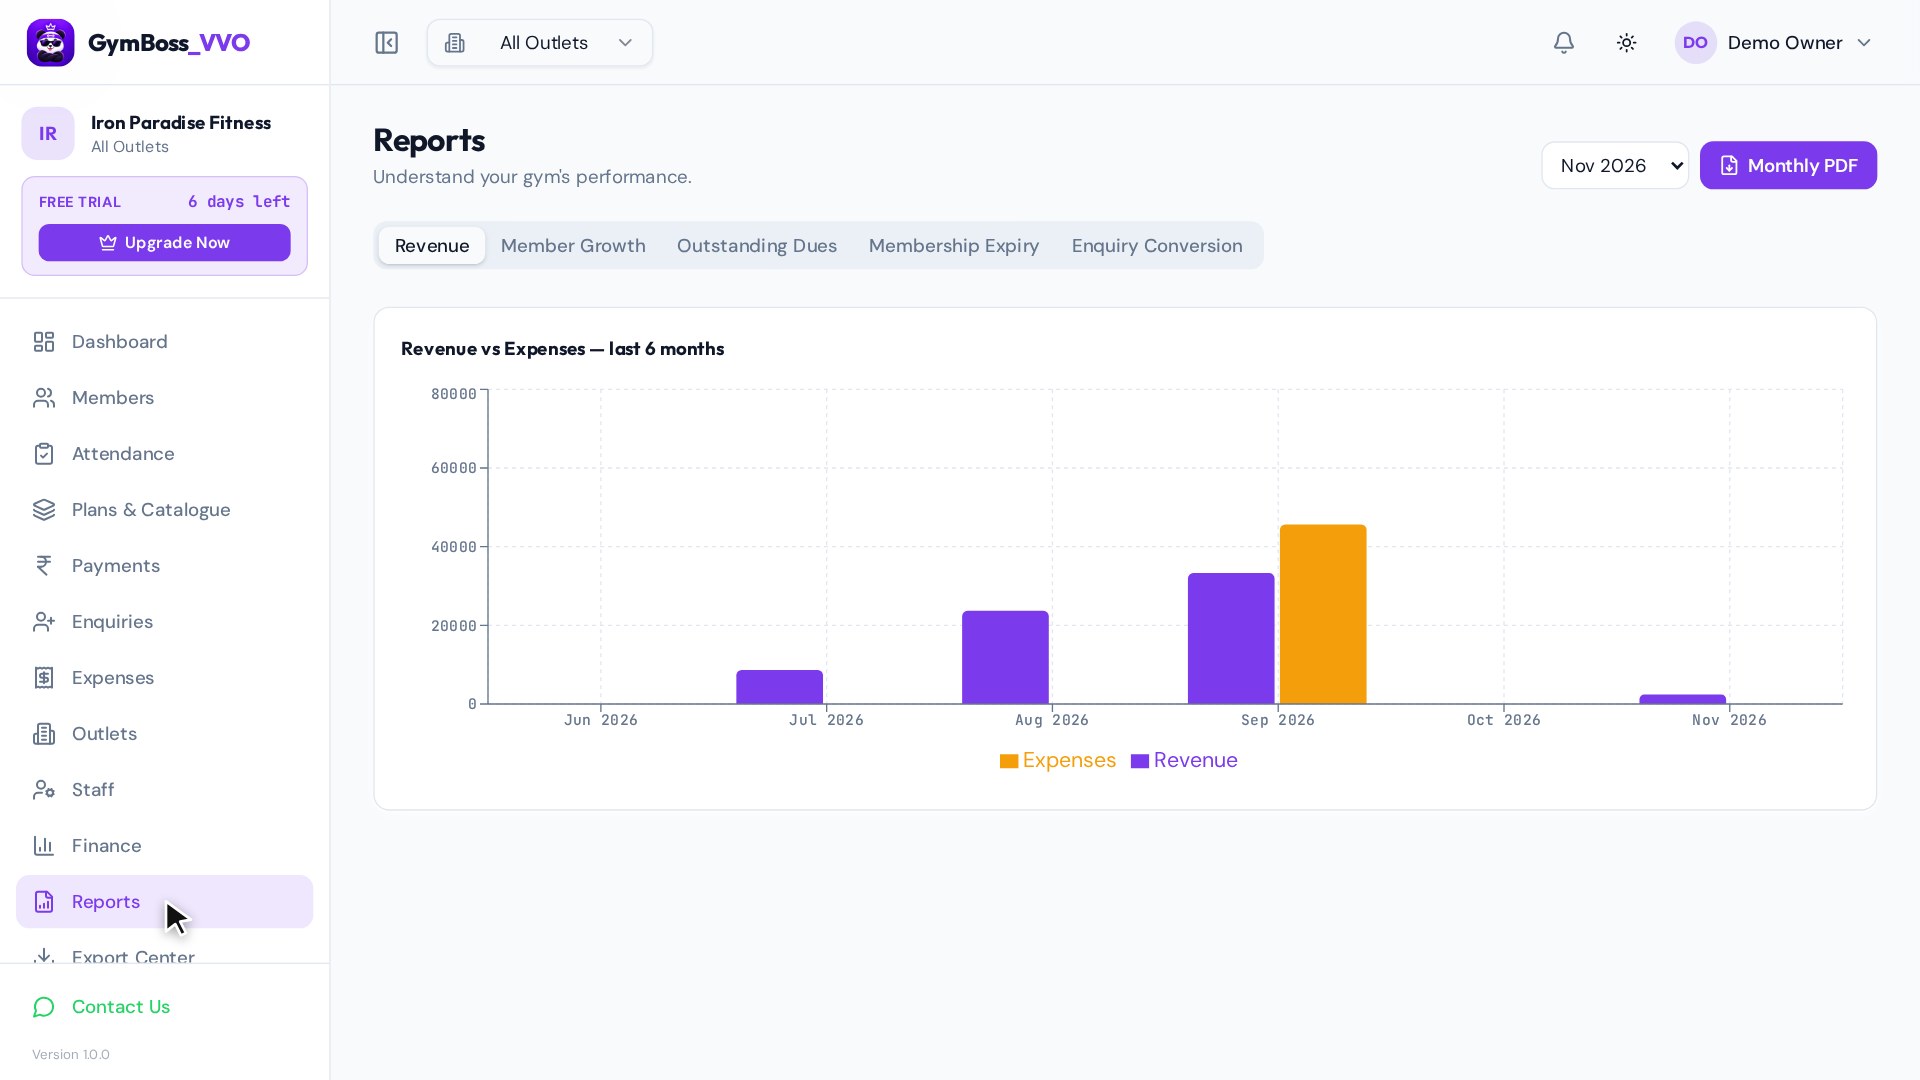 GymBoss_VVO
All Outlets
DO Demo Owner
IR
Iron Paradise Fitness
All Outlets
FREE TRIAL 6 days left
Upgrade Now
Dashboard
Members
Attendance
Plans & Catalogue
Payments
Enquiries
Expenses
Outlets
Staff
Finance
Reports
Export Center
Contact Us
Version 1.0.0
Reports
Understand your gym's performance.
Nov 2026
Monthly PDF
Revenue Member Growth Outstanding Dues Membership Expiry Enquiry Conversion
Revenue vs Expenses — last 6 months
80000
60000
40000
20000
0
Jun 2026 Jul 2026 Aug 2026 Sep 2026 Oct 2026 Nov 2026
Expenses Revenue